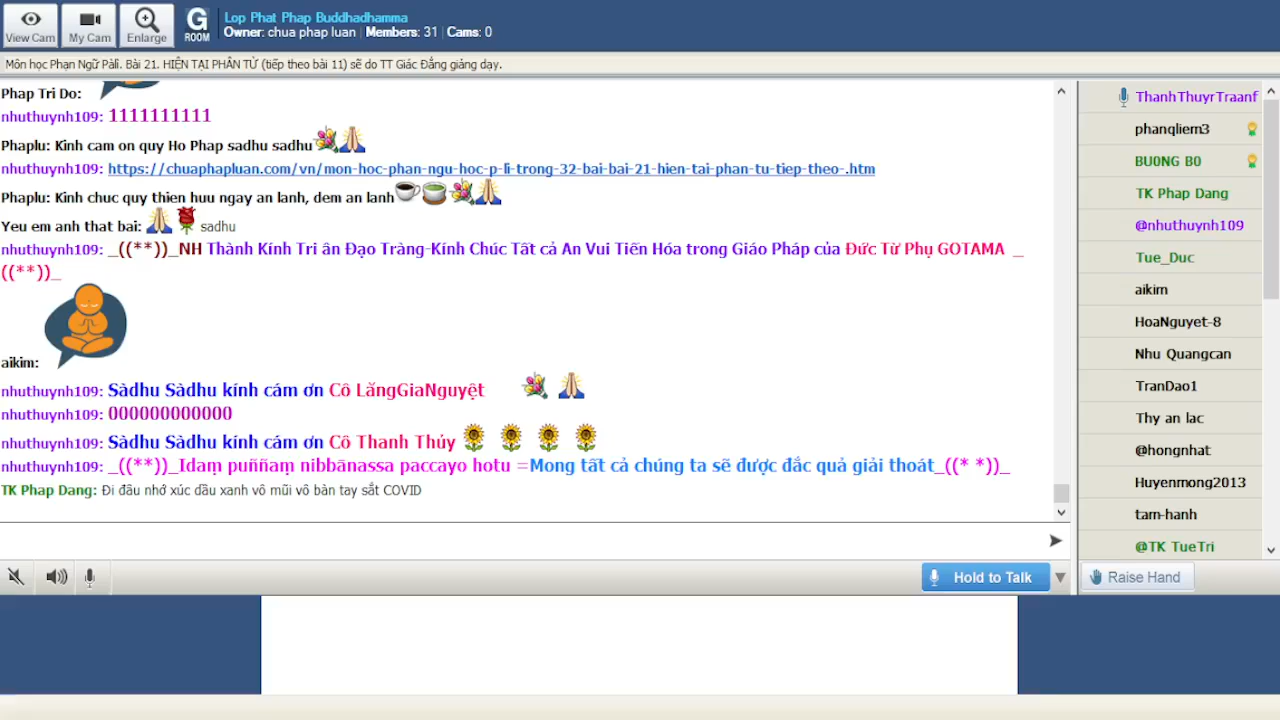 View Cam
My Cam
Enlarge
G
ROOM
Lop Phat Phap Buddhadhamma
Owner: chua phap luan | Members: 31 | Cams: 0
Môn học Phạn Ngữ Pāli. Bài 21. HIỆN TẠI PHÂN TỪ (tiếp theo bài 11) sẽ do TT Giác Đẳng giảng dạy.
Phap Tri Do:
nhuthuynh109: 1111111111
Phaplu: Kinh cam on quy Ho Phap sadhu sadhu
nhuthuynh109: https://chuaphapluan.com/vn/mon-hoc-phan-ngu-hoc-p-li-trong-32-bai-bai-21-hien-tai-phan-tu-tiep-theo-.htm
Phaplu: Kinh chuc quy thien huu ngay an lanh, dem an lanh
Yeu em anh that bai: sadhu
nhuthuynh109: _((**))_NH Thành Kính Tri ân Đạo Tràng-Kính Chúc Tất cả An Vui Tiến Hóa trong Giáo Pháp của Đức Từ Phụ GOTAMA _
((**))_
aikim:
nhuthuynh109: Sàdhu Sàdhu kính cám ơn Cô LăngGiaNguyệt
nhuthuynh109: 000000000000
nhuthuynh109: Sàdhu Sàdhu kính cám ơn Cô Thanh Thúy
nhuthuynh109: _((**))_Idaṃ puññaṃ nibbānassa paccayo hotu =Mong tất cả chúng ta sẽ được đắc quả giải thoát_((* *))_
TK Phap Dang: Đi đâu nhớ xúc dầu xanh vô mũi vô bàn tay sắt COVID
Hold to Talk
ThanhThuyrTraanf
phanqliem3
BU0NG B0
TK Phap Dang
@nhuthuynh109
Tue_Duc
aikim
HoaNguyet-8
Nhu Quangcan
TranDao1
Thy an lac
@hongnhat
Huyenmong2013
tam-hanh
@TK TueTri
Raise Hand